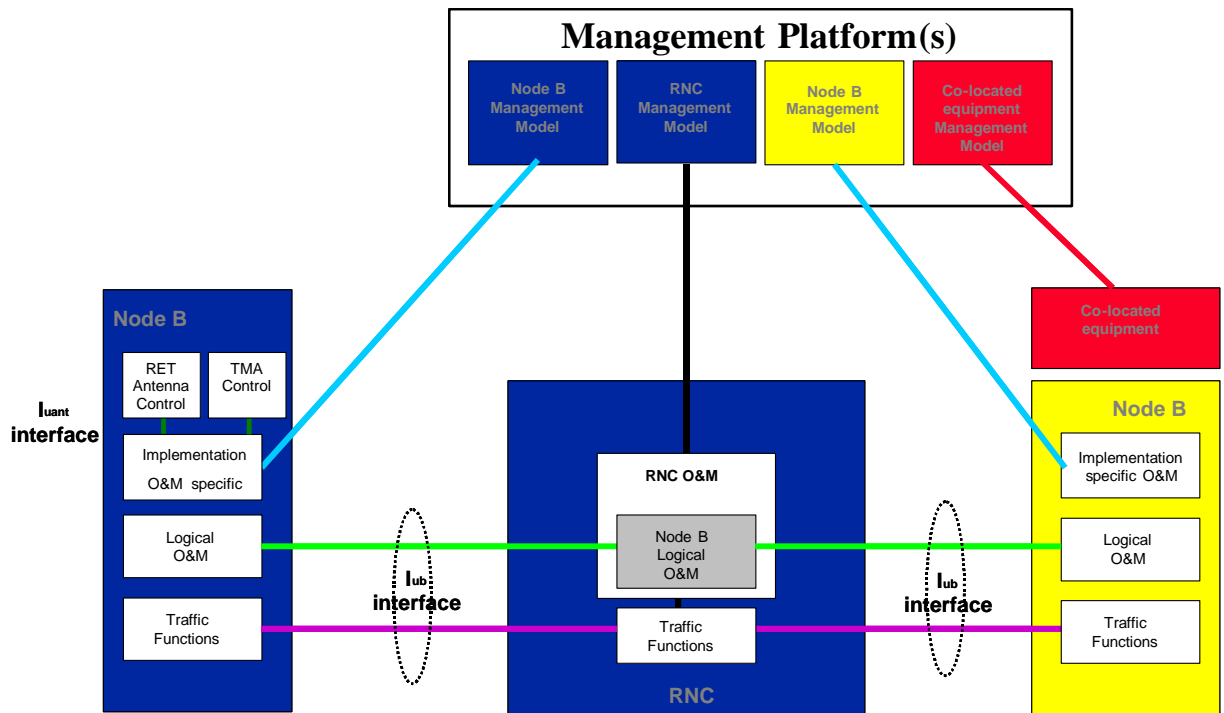 Management Platform(s)
Node B
Management
Model
RNC
Management
Model
Node B
Management
Model
Co-located
equipment
Management
Model
Node B
RET
Antenna
Control
TMA
Control
Iuant
interface
Implementation
O&M specific
Logical
O&M
Traffic
Functions
Iub
interface
RNC O&M
Node B
Logical
O&M
Traffic
Functions
RNC
Iub
interface
Co-located
equipment
Node B
Implementation
specific O&M
Logical
O&M
Traffic
Functions